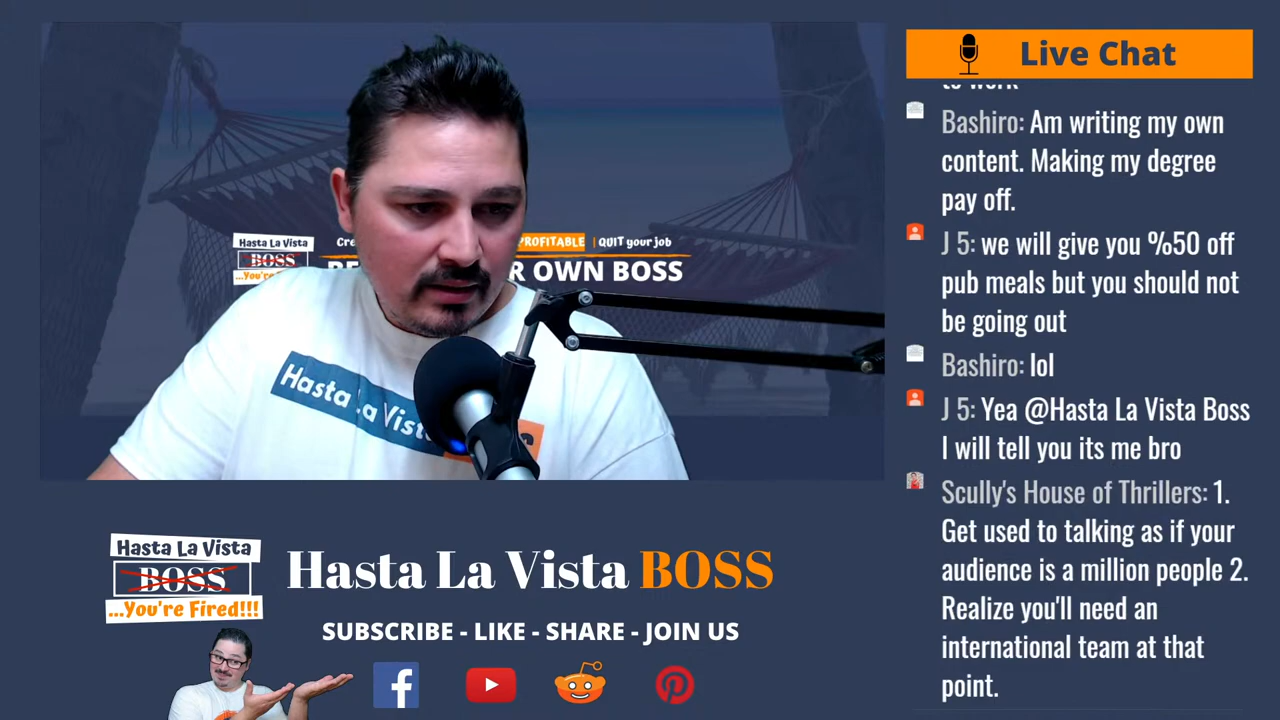 Live Chat
Bashiro: Am writing my own
content. Making my degree
pay off.
J 5: we will give you %50 off
pub meals but you should not
be going out
Bashiro: lol
J 5: Yea @Hasta La Vista Boss
I will tell you its me bro
Scully's House of Thrillers: 1.
Get used to talking as if your
audience is a million people 2.
Realize you'll need an
international team at that
point.
Hasta La Vista
BOSS
PROFITABLE | QUIT your job
OWN BOSS
Hasta La Vist
Hasta La Vista
BOSS
...You're Fired!!!
Hasta La Vista BOSS
SUBSCRIBE - LIKE - SHARE - JOIN US